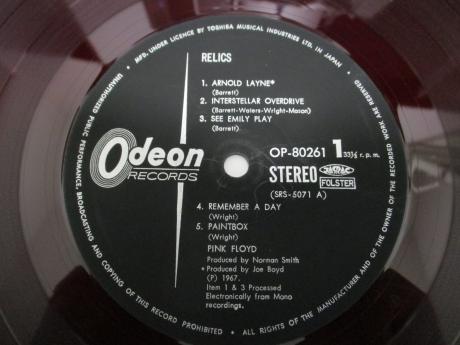 MFD. UNDER LICENCE BY TOSHIBA MUSICAL INDUSTRIES LTD. IN JAPAN
ALL RIGHTS OF THE MANUFACTURER AND OF THE OWNER OF THE RECORDED WORK ARE RESERVED
UNAUTHORIZED PUBLIC PERFORMANCE, BROADCASTING AND COPYING OF THIS RECORD PROHIBITED
RELICS
1. ARNOLD LAYNE*
(Barrett)
2. INTERSTELLAR OVERDRIVE
(Barrett-Waters-Wright-Mason)
3. SEE EMILY PLAY
(Barrett)
Odeon
RECORDS
OP-80261 1 33⅓ r. p. m.
STEREO
FOLSTER
(SRS-5071 A)
4. REMEMBER A DAY
(Wright)
5. PAINTBOX
(Wright)
PINK FLOYD
Produced by Norman Smith
* Produced by Joe Boyd
(P) 1967.
Item 1 & 3 Processed
Electronically from Mono
recordings.